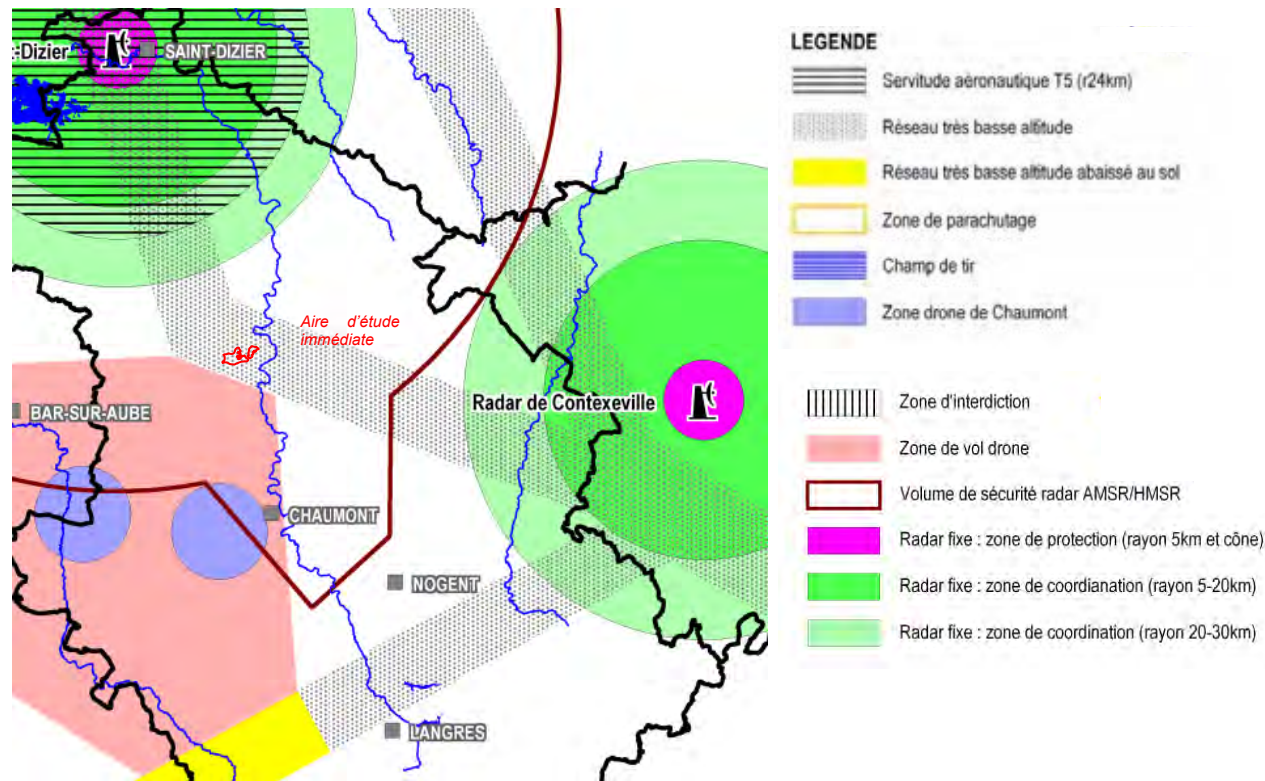 t-Dizier
SAINT-DIZIER
Aire d'étude
immédiate
Radar de Contexeville
BAR-SUR-AUBE
CHAUMONT
NOGENT
LANGRES
LEGENDE
Servitude aéronautique T5 (r24km)
Réseau très basse altitude
Réseau très basse altitude abaissé au sol
Zone de parachutage
Champ de tir
Zone drone de Chaumont
Zone d'interdiction
Zone de vol drone
Volume de sécurité radar AMSR/HMSR
Radar fixe : zone de protection (rayon 5km et cône)
Radar fixe : zone de coordianation (rayon 5-20km)
Radar fixe : zone de coordination (rayon 20-30km)